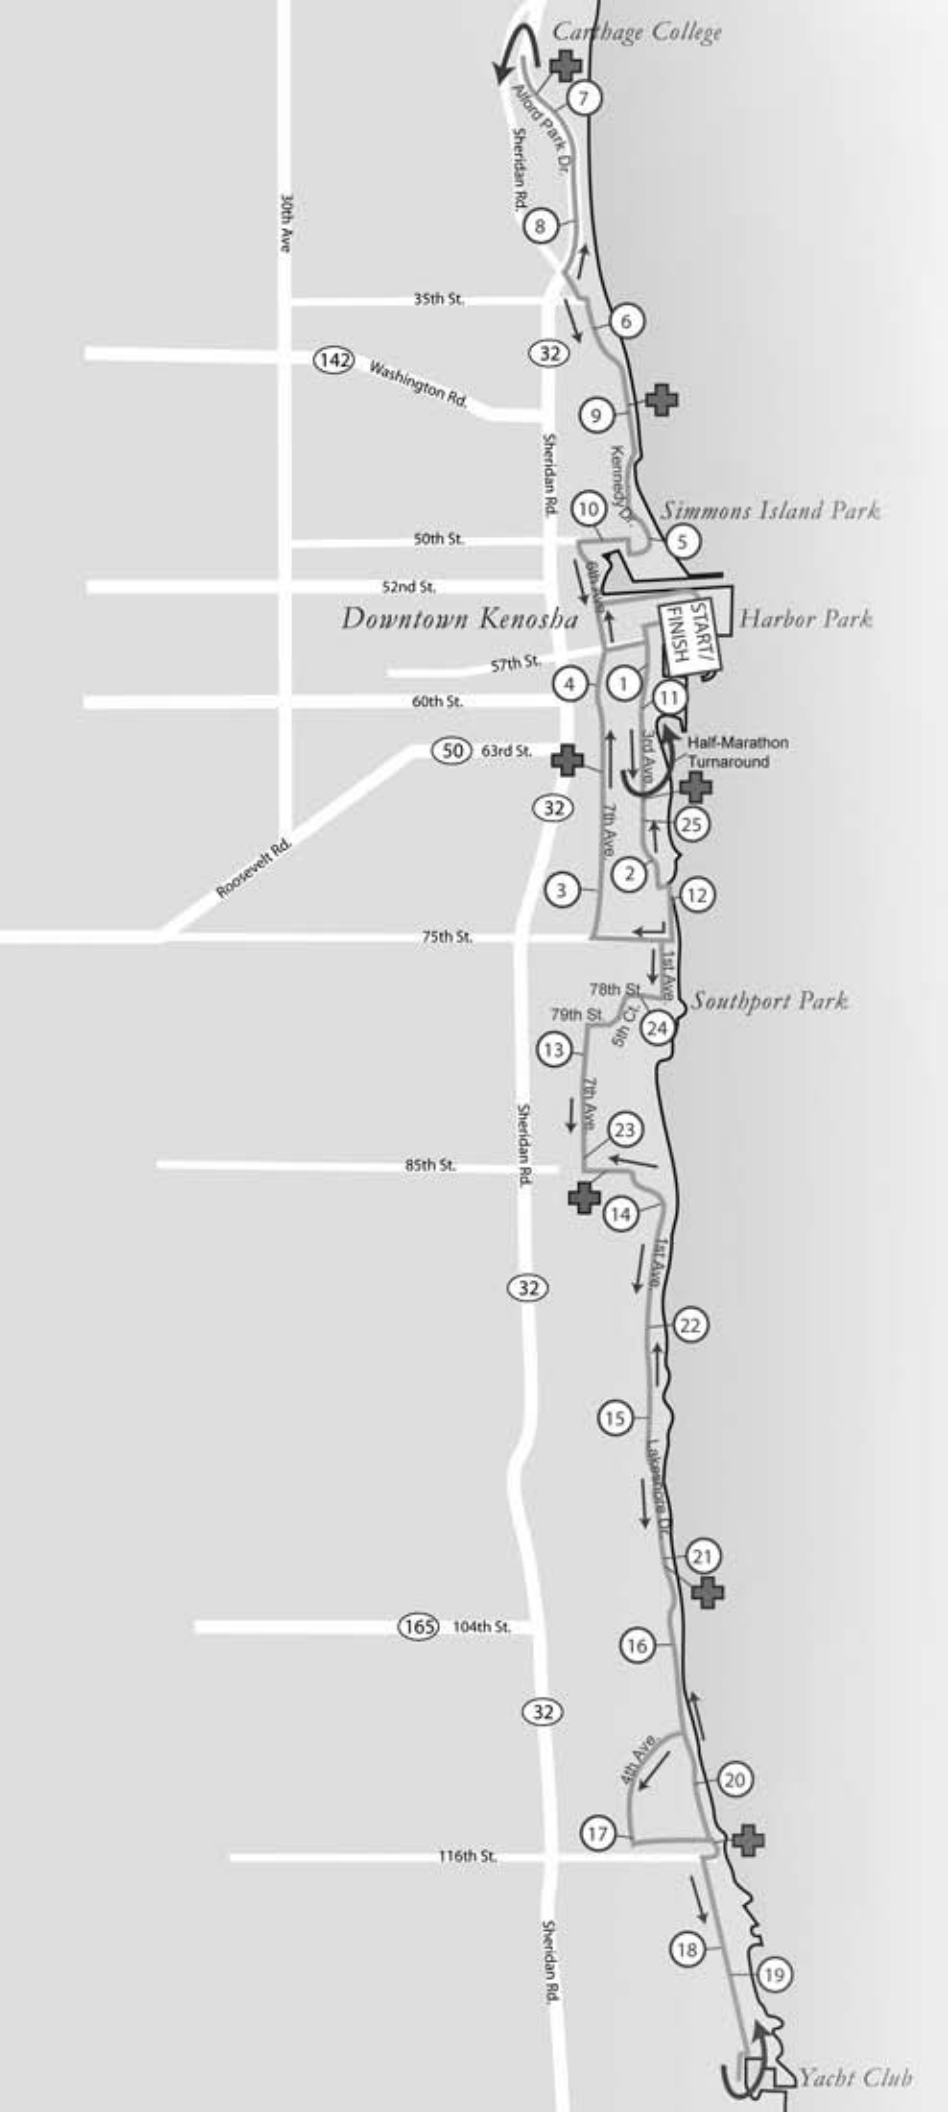 Carthage College
7
Alford Park Dr.
Sheridan Rd.
30th Ave
8
35th St.
6
142
Washington Rd.
32
9
Sheridan Rd.
Kennedy Dr.
10
Simmons Island Park
50th St.
5
52nd St.
6th Ave.
Downtown Kenosha
START/
FINISH
Harbor Park
57th St.
4
1
11
60th St.
3rd Ave.
Half-Marathon
Turnaround
50
63rd St.
32
7th Ave.
25
Roosevelt Rd.
2
3
12
75th St.
1st Ave.
78th St.
Southport Park
79th St.
5th Ct.
24
13
7th Ave.
Sheridan Rd.
23
85th St.
14
1st Ave.
32
22
15
Lakeshore Dr.
21
165
104th St.
16
32
4th Ave.
20
17
116th St.
Sheridan Rd.
18
19
Yacht Club